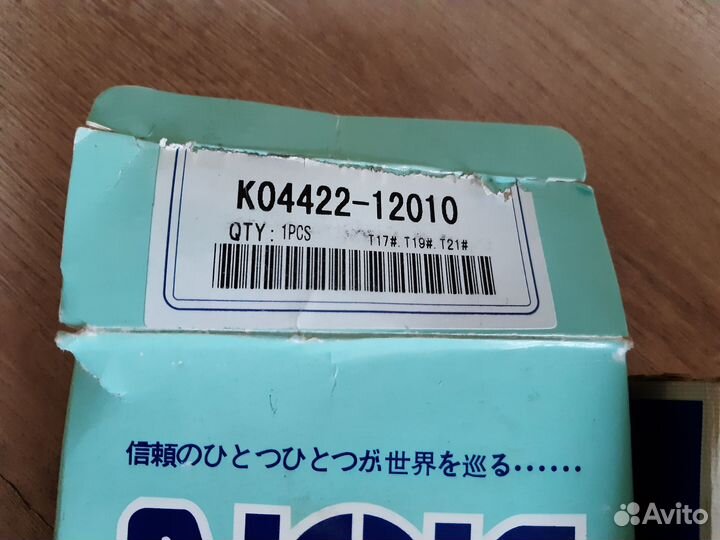 K04422-12010
QTY: 1PCS T17#.T19#.T21#
信頼のひとつひとつが世界を巡る……
Avito